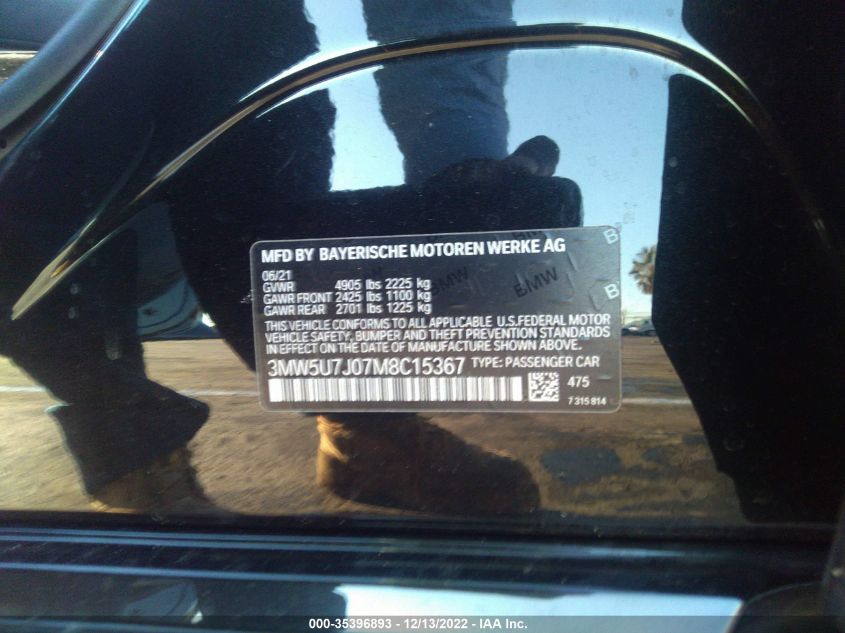 MFD BY BAYERISCHE MOTOREN WERKE AG
06/21
GVWR 4905 lbs 2225 kg
GAWR FRONT 2425 lbs 1100 kg
GAWR REAR 2701 lbs 1225 kg
THIS VEHICLE CONFORMS TO ALL APPLICABLE U.S.FEDERAL MOTOR
VEHICLE SAFETY, BUMPER AND THEFT PREVENTION STANDARDS
IN EFFECT ON THE DATE OF MANUFACTURE SHOWN ABOVE.
3MW5U7J07M8C15367 TYPE: PASSENGER CAR
475
7 315 814
BMW
BMW
B
B
000-35396893 - 12/13/2022 - IAA Inc.